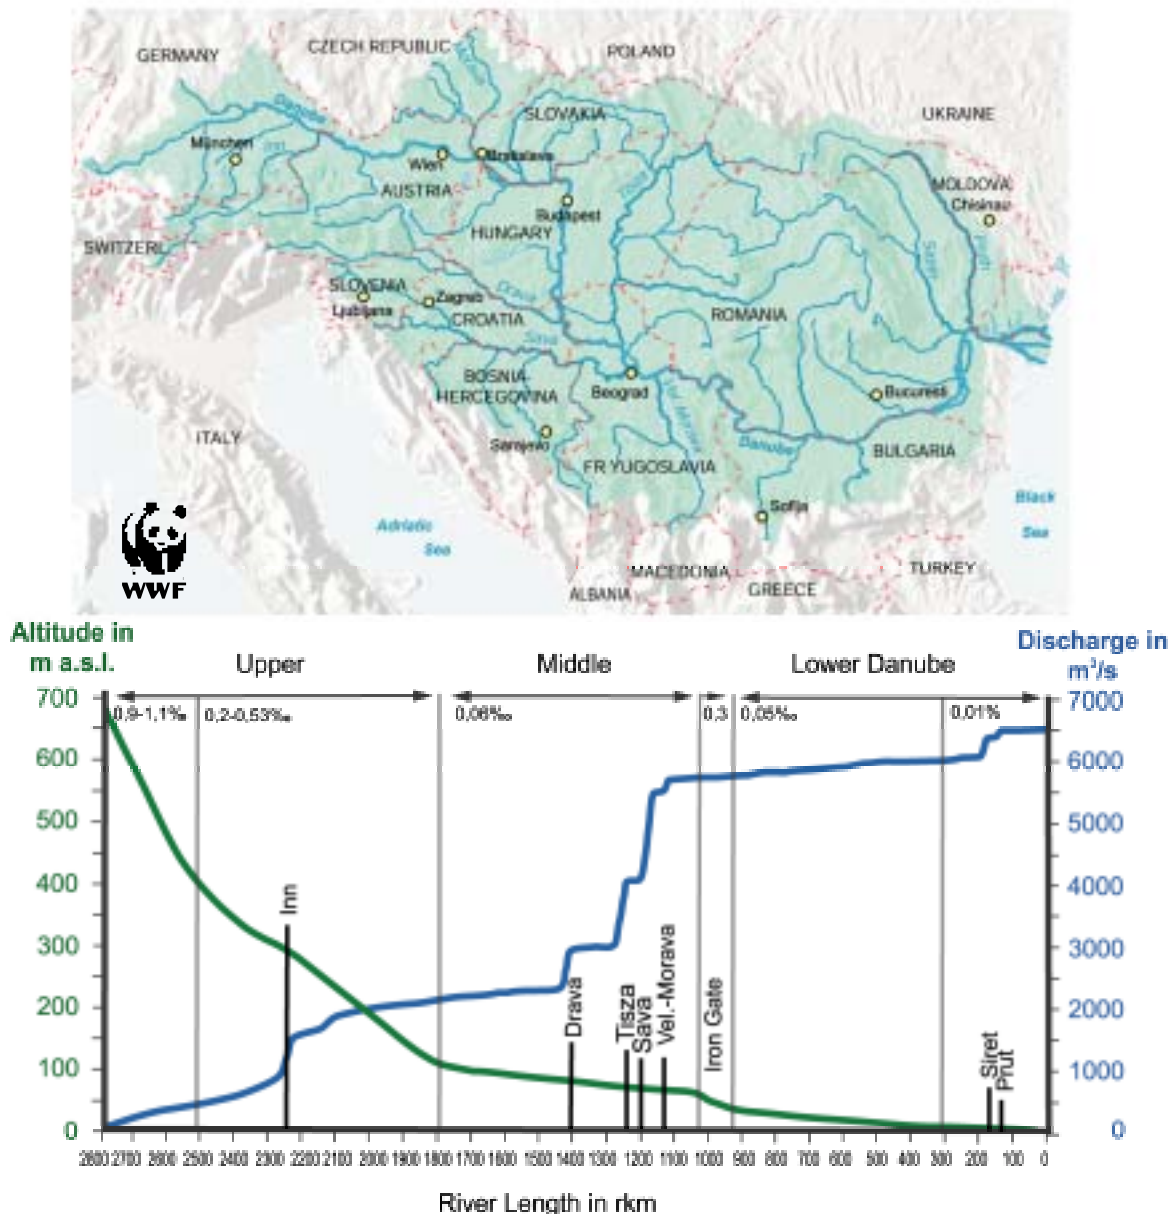 CZECH REPUBLIC
POLAND
GERMANY
UKRAINE
SLOVAKIA
Danube
München
Inn
Wien
Bratislava
AUSTRIA
MOLDOVA
Chisinau
Budapest
HUNGARY
SWITZERL.
Siret
Prut
SLOVENIA
Ljubljana
Zagreb
Drava
CROATIA
ROMANIA
Sava
BOSNIA-
HERCEGOVINA
Beograd
Bucuresti
ITALY
Sarajevo
FR YUGOSLAVIA
Danube
BULGARIA
Black
Sea
Sofija
Adriatic
Sea
WWF
MACEDONIA
TURKEY
ALBANIA
GREECE
Altitude in
m a.s.l.
Upper
Middle
Lower Danube
Discharge in
m³/s
700
600
500
400
300
200
100
0
0,9-1,1‰
0,2-0,53‰
0,06‰
0,3
0,05‰
0,01%
7000
6000
5000
4000
3000
2000
1000
0
Inn
Drava
Tisza
Sava
Vel.-Morava
Iron Gate
Siret
Prut
2800 2700 2600 2500 2400 2300 2200 2100 2000 1900 1800 1700 1600 1500 1400 1300 1200 1100 1000 900 800 700 600 500 400 300 200 100 0
River Length in rkm